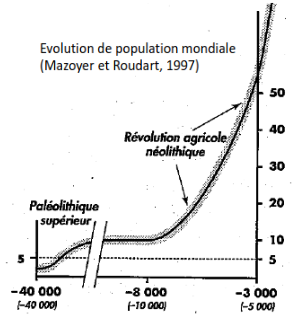 Evolution de population mondiale
(Mazoyer et Roudart, 1997)
50
40
Révolution agricole
néolithique
30
20
Paléolithique
supérieur
10
5
5
-40 000
-8 000
-3 000
(-40 000)
(-10 000)
(-5 000)